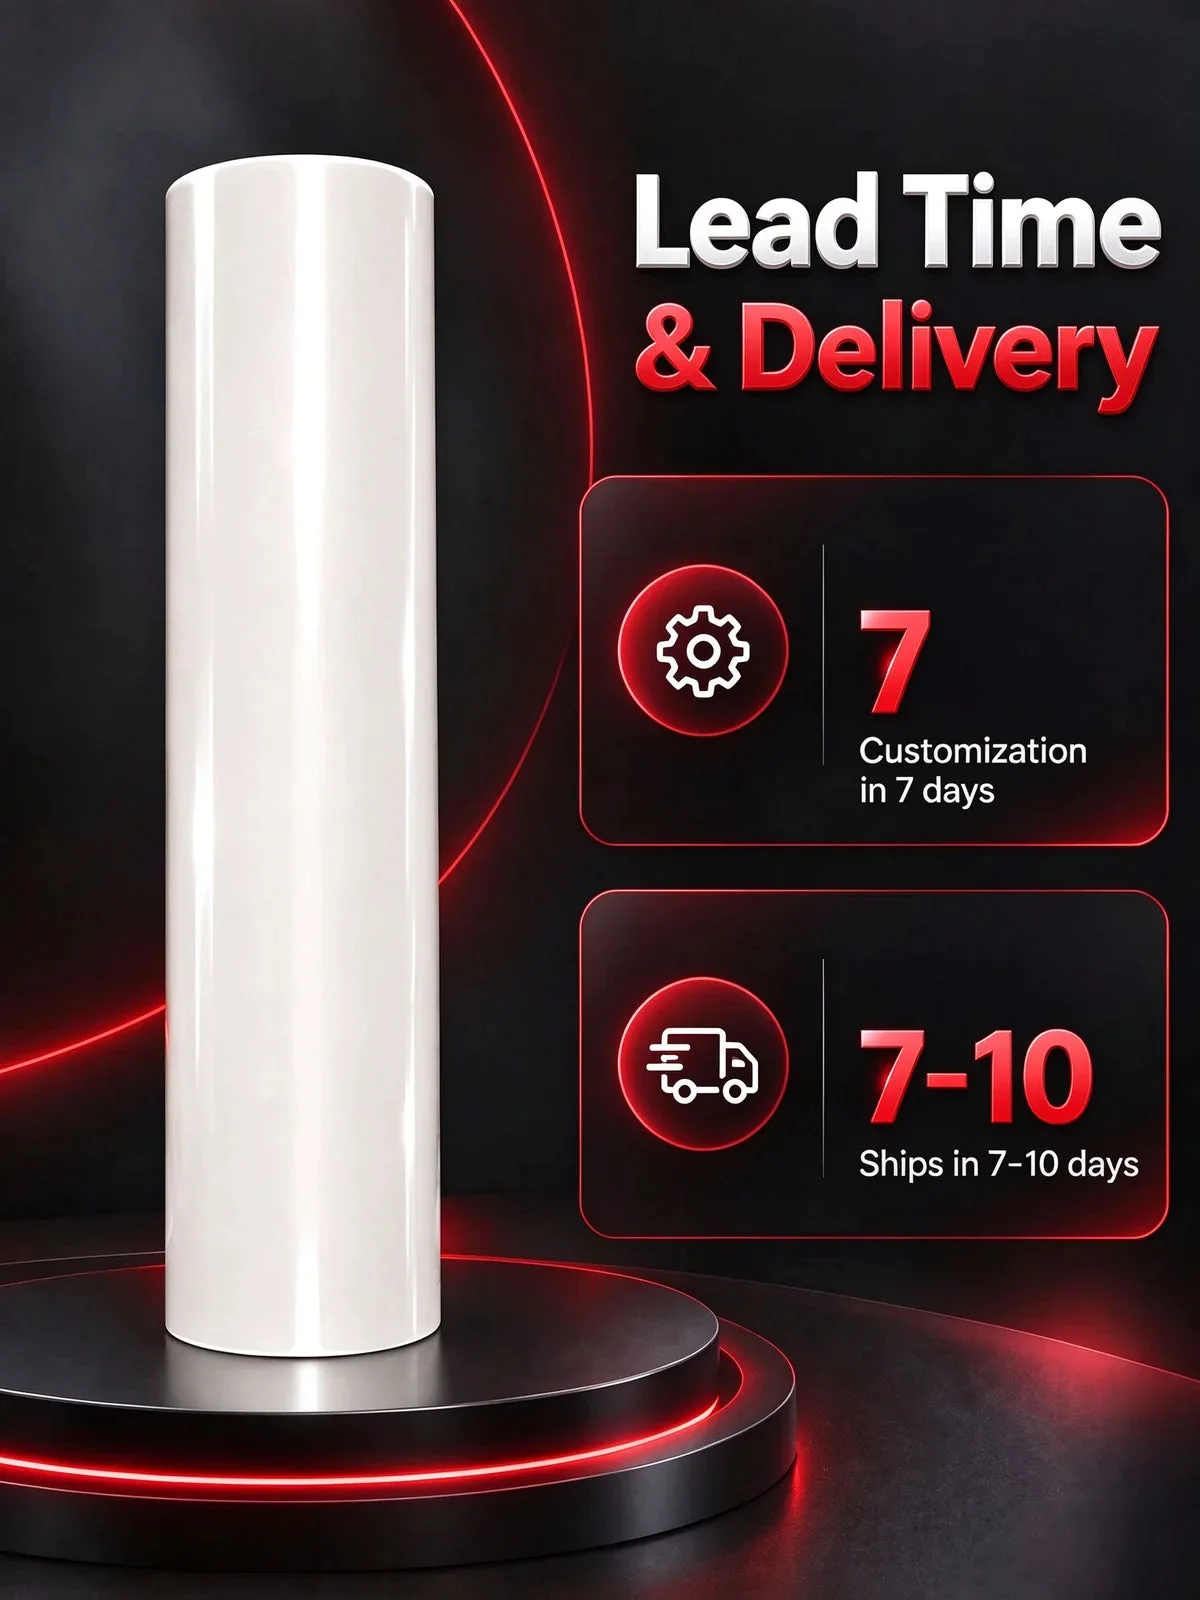 Lead Time
& Delivery
7
Customization
in 7 days
7-10
Ships in 7-10 days